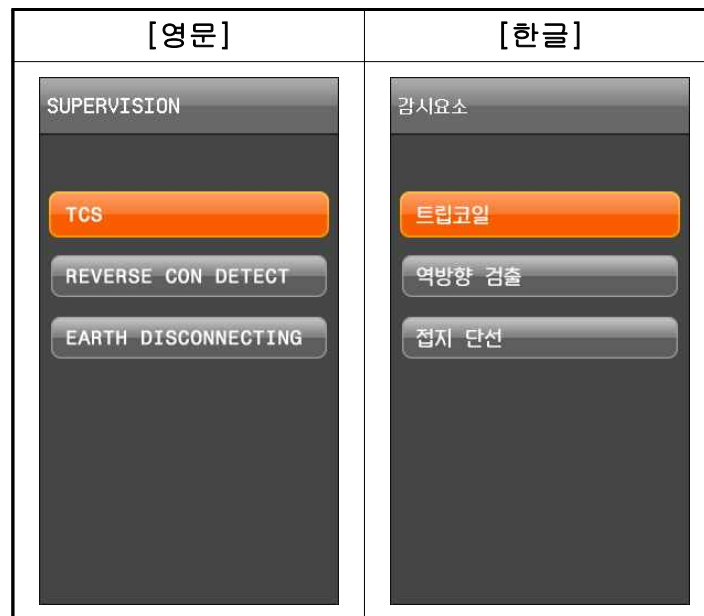 [영문]
[한글]
SUPERVISION
TCS
REVERSE CON DETECT
EARTH DISCONNECTING
감시요소
트립코일
역방향 검출
접지 단선